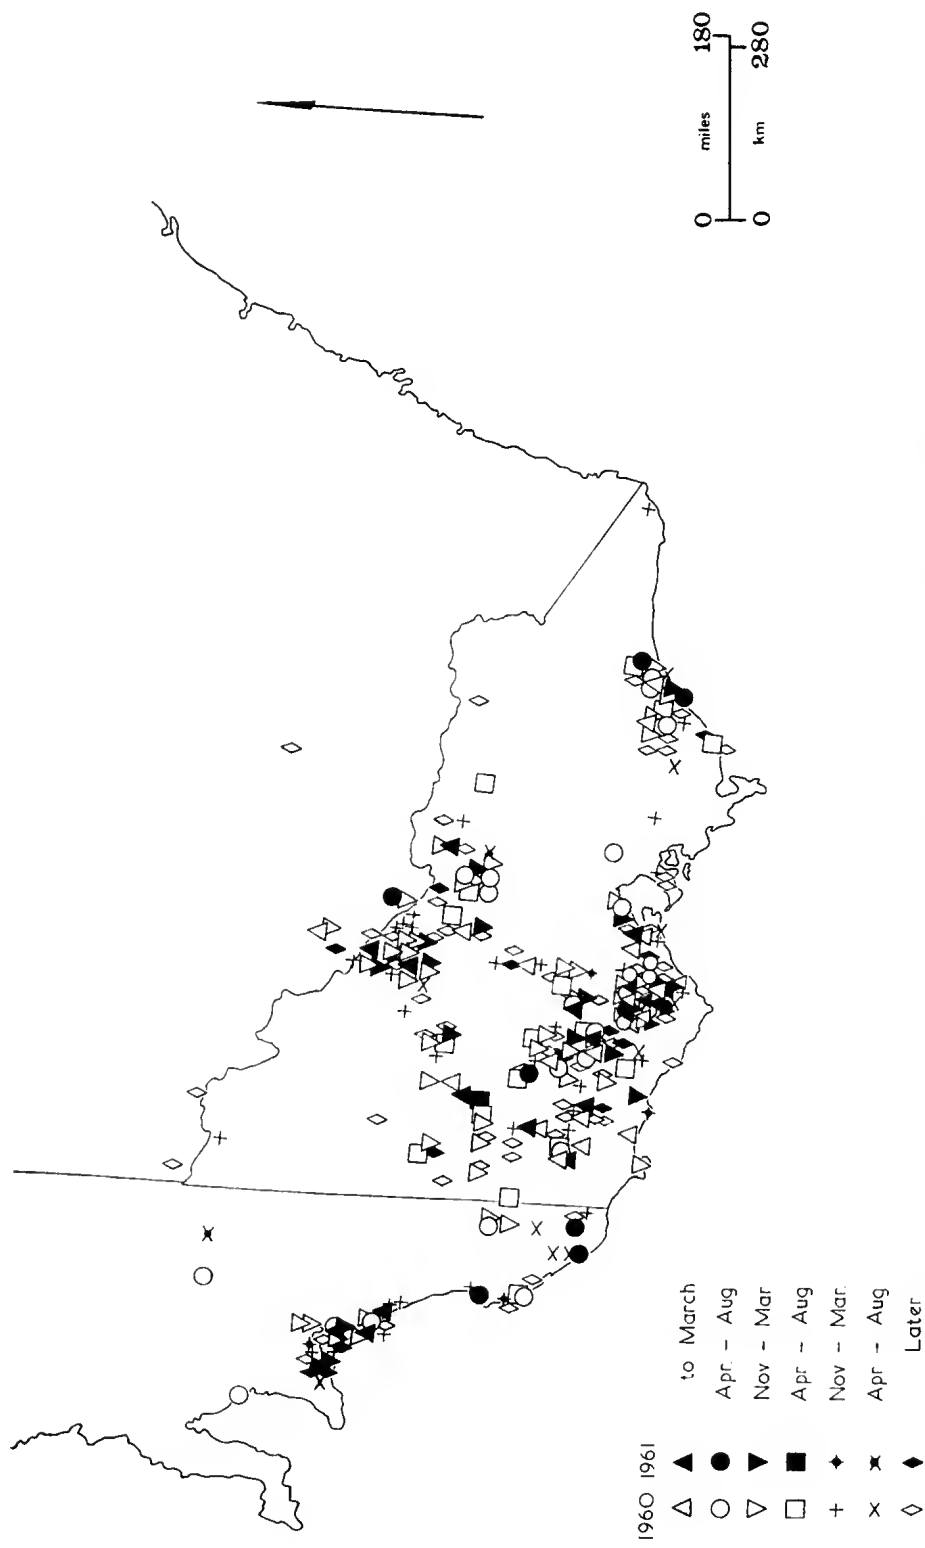 180
miles
0
280
km
0
1960 1961
to March
Apr. – Aug
Nov – Mar
Apr – Aug
Nov – Mar.
Apr – Aug
Later